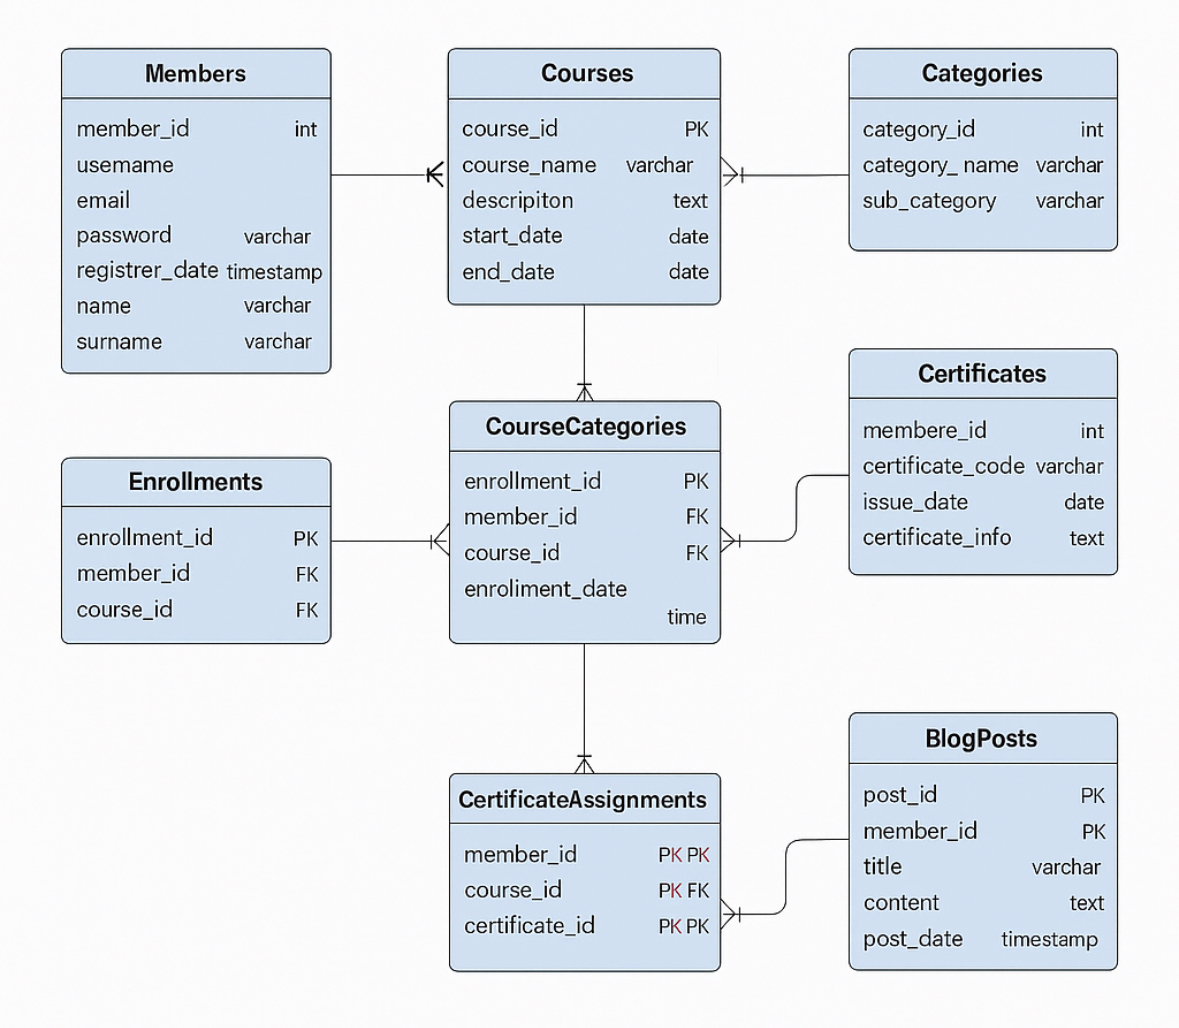 Members
member_id int
username
email
password varchar
registrer_date timestamp
name varchar
surname varchar
Courses
course_id PK
course_name varchar
descripiton text
start_date date
end_date date
Categories
category_id int
category_ name varchar
sub_category varchar
Enrollments
enrollment_id PK
member_id FK
course_id FK
CourseCategories
enrollment_id PK
member_id FK
course_id FK
enroliment_date
time
Certificates
membere_id int
certificate_code varchar
issue_date date
certificate_info text
CertificateAssignments
member_id PK PK
course_id PK FK
certificate_id PK PK
BlogPosts
post_id PK
member_id PK
title varchar
content text
post_date timestamp